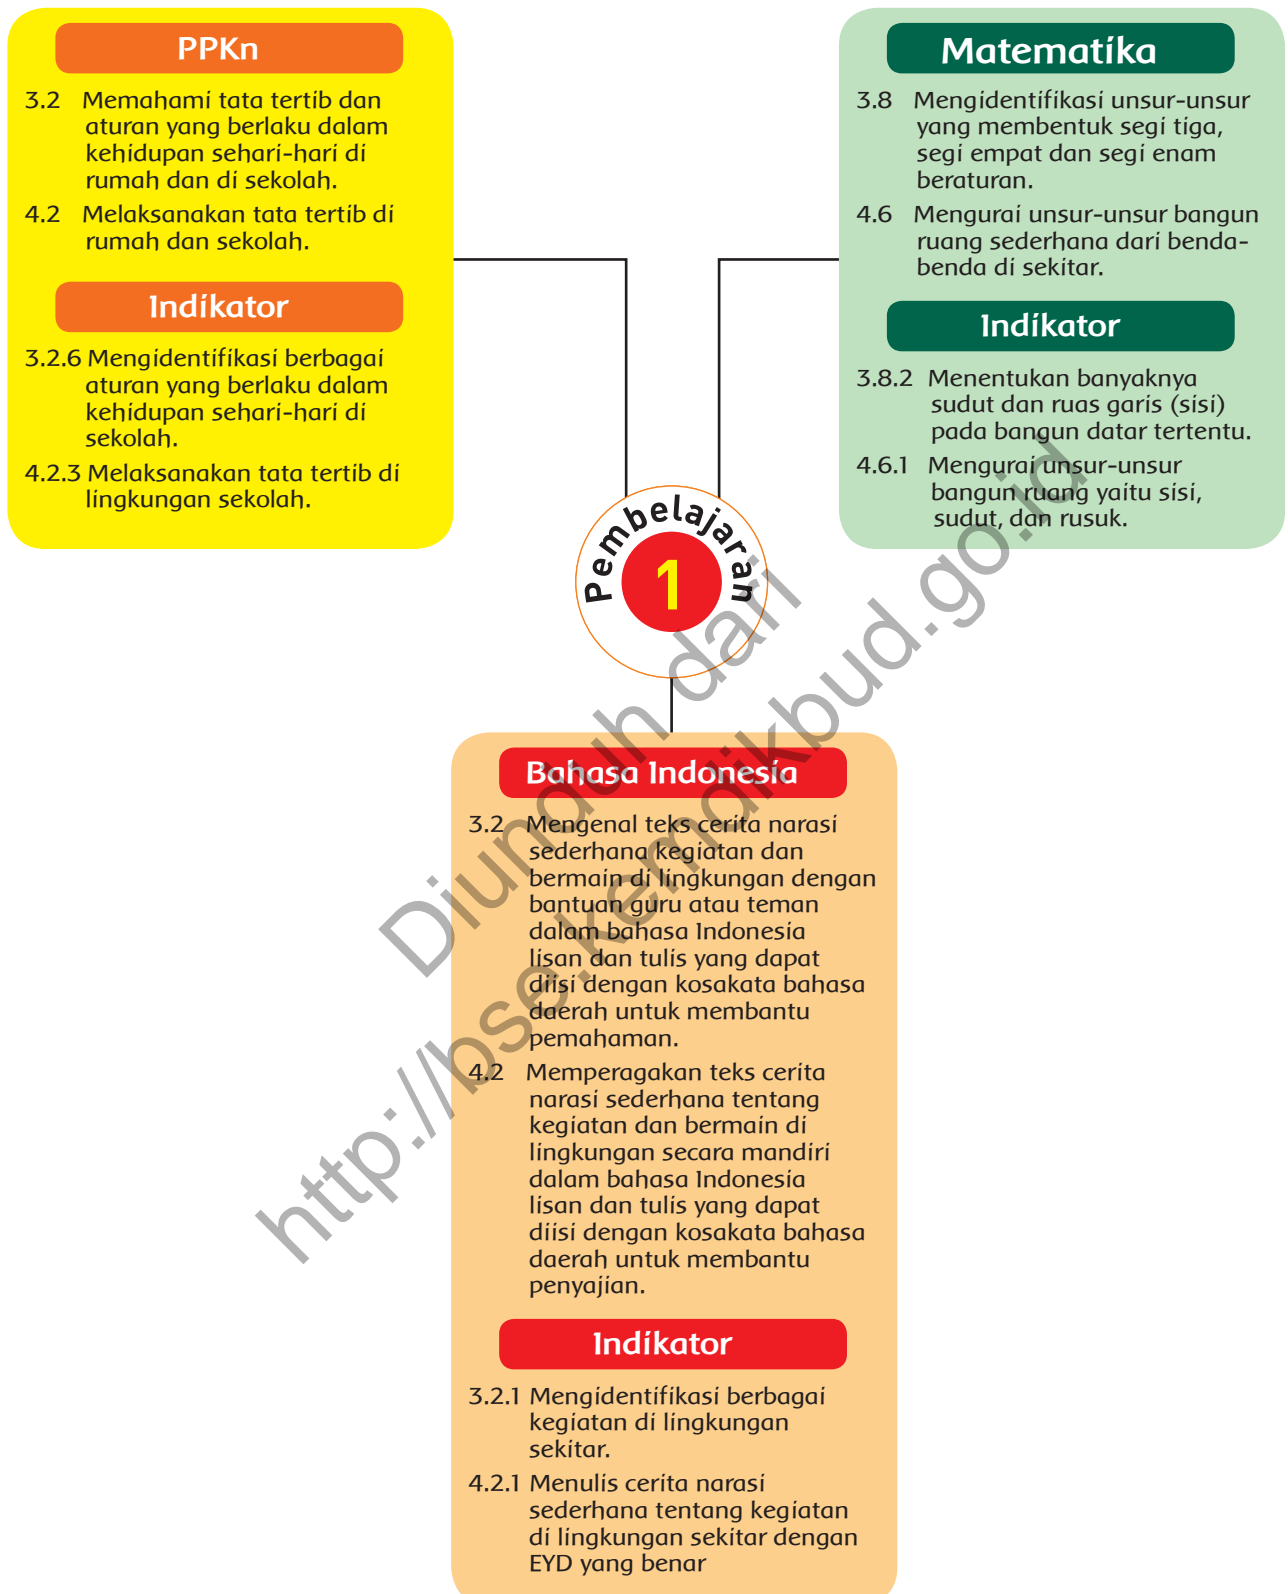 PPKn
3.2 Memahami tata tertib dan
aturan yang berlaku dalam
kehidupan sehari-hari di
rumah dan di sekolah.
4.2 Melaksanakan tata tertib di
rumah dan sekolah.
Indikator
3.2.6 Mengidentifikasi berbagai
aturan yang berlaku dalam
kehidupan sehari-hari di
sekolah.
4.2.3 Melaksanakan tata tertib di
lingkungan sekolah.
Matematika
3.8 Mengidentifikasi unsur-unsur
yang membentuk segi tiga,
segi empat dan segi enam
beraturan.
4.6 Mengurai unsur-unsur bangun
ruang sederhana dari benda-
benda di sekitar.
Indikator
3.8.2 Menentukan banyaknya
sudut dan ruas garis (sisi)
pada bangun datar tertentu.
4.6.1 Mengurai unsur-unsur
bangun ruang yaitu sisi,
sudut, dan rusuk.
Pembelajaran
1
Bahasa Indonesia
3.2 Mengenal teks cerita narasi
sederhana kegiatan dan
bermain di lingkungan dengan
bantuan guru atau teman
dalam bahasa Indonesia
lisan dan tulis yang dapat
diisi dengan kosakata bahasa
daerah untuk membantu
pemahaman.
4.2 Memperagakan teks cerita
narasi sederhana tentang
kegiatan dan bermain di
lingkungan secara mandiri
dalam bahasa Indonesia
lisan dan tulis yang dapat
diisi dengan kosakata bahasa
daerah untuk membantu
penyajian.
Indikator
3.2.1 Mengidentifikasi berbagai
kegiatan di lingkungan
sekitar.
4.2.1 Menulis cerita narasi
sederhana tentang kegiatan
di lingkungan sekitar dengan
EYD yang benar
Diunduh dari
http://bse.kemdikbud.go.id